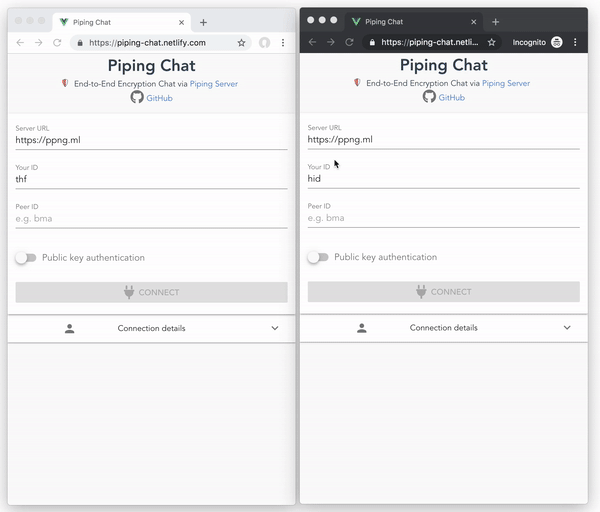 Piping Chat
https://piping-chat.netlify.com
Piping Chat
End-to-End Encryption Chat via Piping Server
GitHub
Server URL
https://ppng.ml
Your ID
thf
Peer ID
e.g. bma
Public key authentication
CONNECT
Connection details
Piping Chat
https://piping-chat.netli...
Incognito
Piping Chat
End-to-End Encryption Chat via Piping Server
GitHub
Server URL
https://ppng.ml
Your ID
hid
Peer ID
e.g. bma
Public key authentication
CONNECT
Connection details